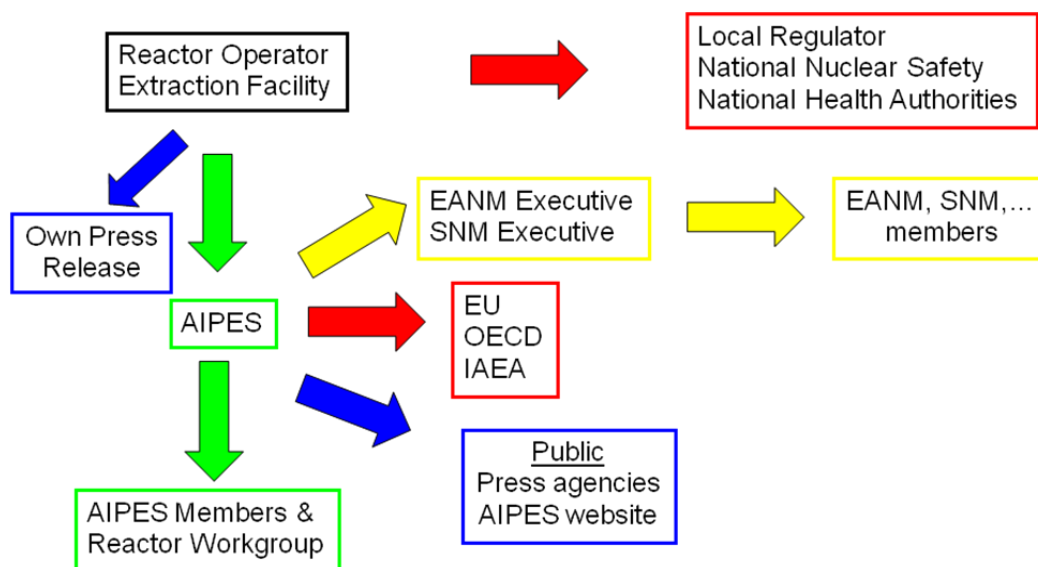 Reactor Operator
Extraction Facility
Local Regulator
National Nuclear Safety
National Health Authorities
Own Press
Release
EANM Executive
SNM Executive
EANM, SNM,...
members
AIPES
EU
OECD
IAEA
Public
Press agencies
AIPES website
AIPES Members &
Reactor Workgroup